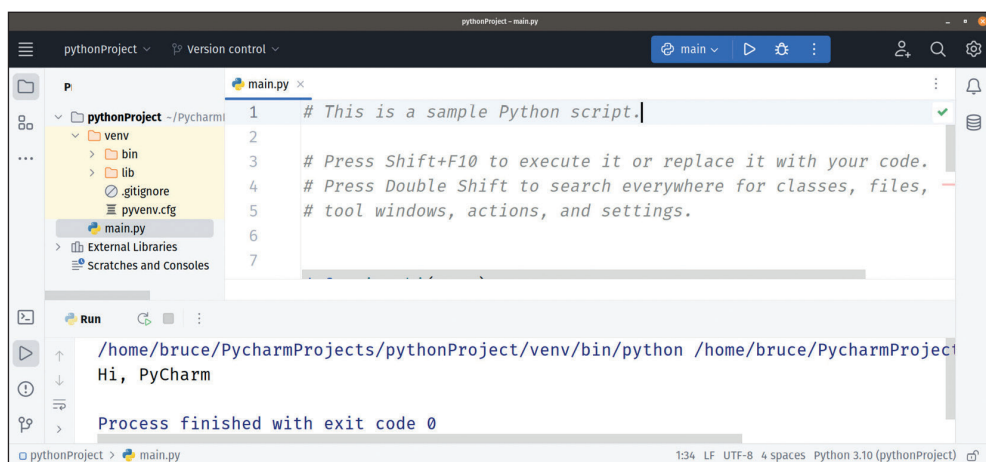 pythonProject – main.py
pythonProject
Version control
main
P
main.py
pythonProject ~/Pycharm
venv
bin
lib
.gitignore
pyvenv.cfg
main.py
External Libraries
Scratches and Consoles
1 # This is a sample Python script.
2
3 # Press Shift+F10 to execute it or replace it with your code.
4 # Press Double Shift to search everywhere for classes, files,
5 # tool windows, actions, and settings.
6
7
Run
/home/bruce/PycharmProjects/pythonProject/venv/bin/python /home/bruce/PycharmProject
Hi, PyCharm
Process finished with exit code 0
pythonProject > main.py
1:34 LF UTF-8 4 spaces Python 3.10 (pythonProject)